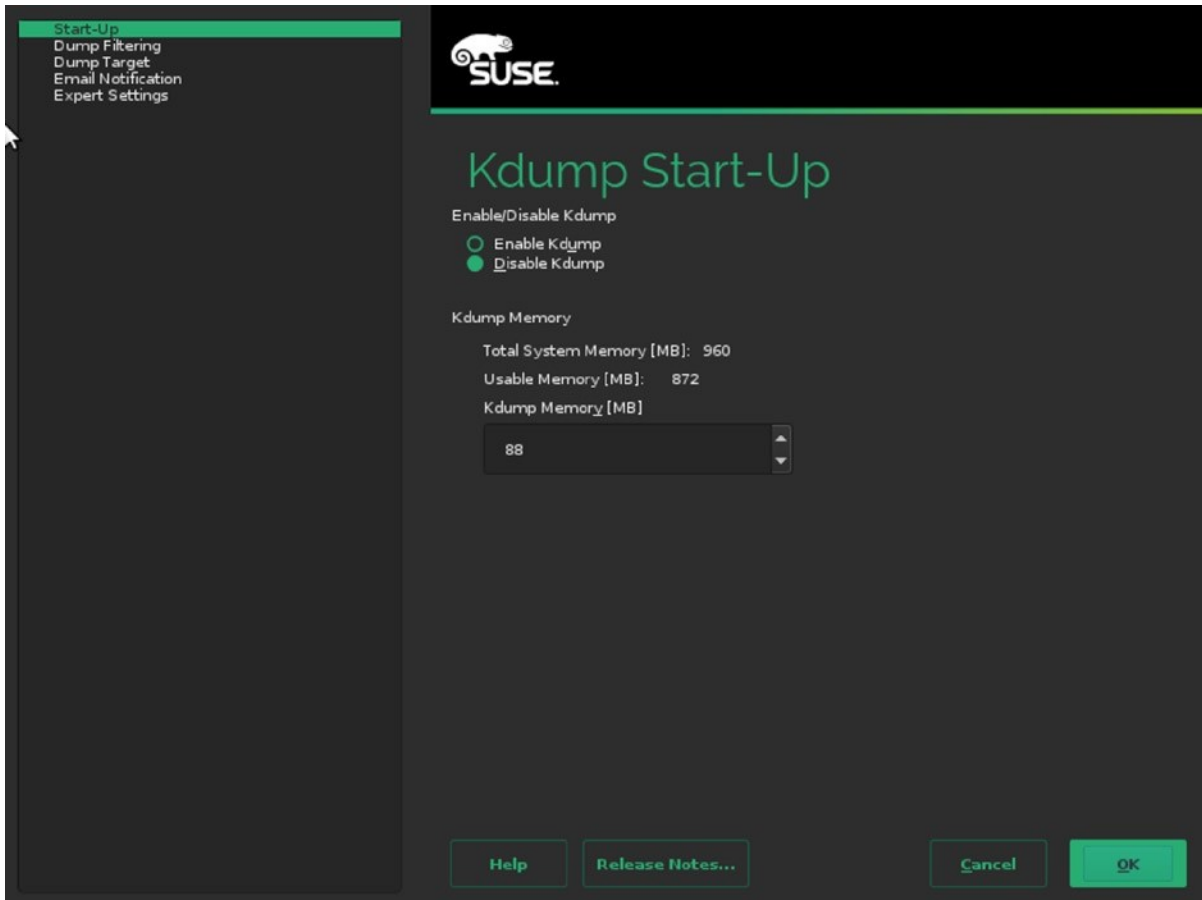 Start-Up
Dump Filtering
Dump Target
Email Notification
Expert Settings
SUSE.
Kdump Start-Up
Enable/Disable Kdump
Enable Kdump
Disable Kdump
Kdump Memory
Total System Memory [MB]: 960
Usable Memory [MB]: 872
Kdump Memory [MB]
88
Help Release Notes... Cancel OK